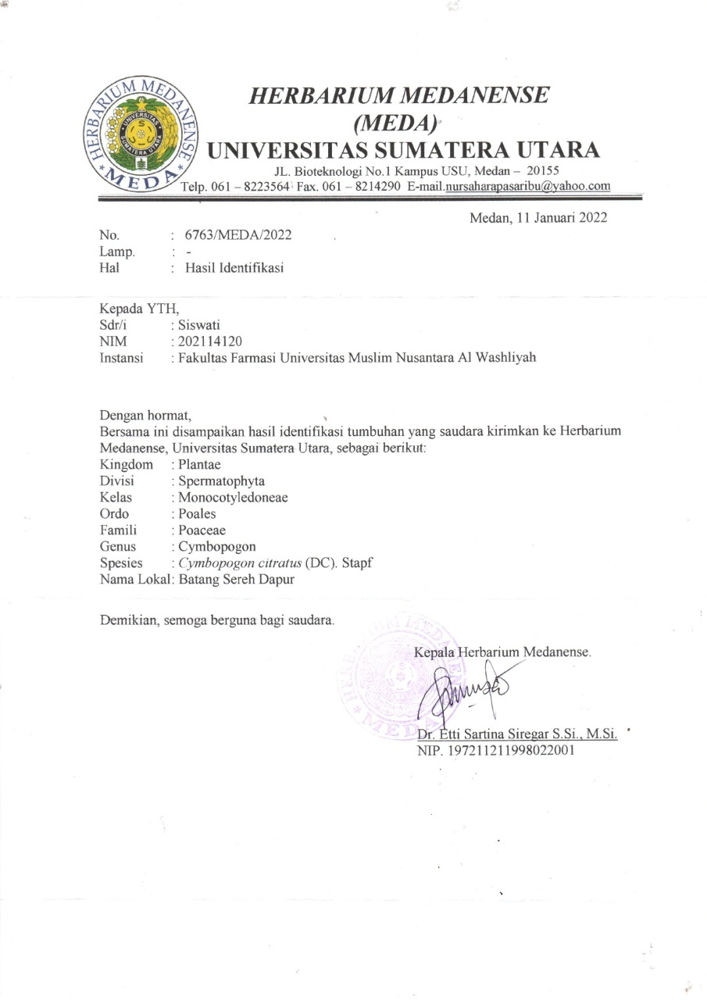 HERBARIUM MEDANENSE
(MEDA)
UNIVERSITAS SUMATERA UTARA
JL. Bioteknologi No.1 Kampus USU, Medan – 20155
Telp. 061 – 8223564 Fax. 061 – 8214290 E-mail.nursaharapasaribu@yahoo.com
HERBARIUM MEDANENSE
* MEDA *
UNIVERSITAS
SUMATERA UTARA
Medan, 11 Januari 2022
No. : 6763/MEDA/2022
Lamp. : -
Hal : Hasil Identifikasi
Kepada YTH,
Sdr/i : Siswati
NIM : 202114120
Instansi : Fakultas Farmasi Universitas Muslim Nusantara Al Washliyah
Dengan hormat,
Bersama ini disampaikan hasil identifikasi tumbuhan yang saudara kirimkan ke Herbarium
Medanense, Universitas Sumatera Utara, sebagai berikut:
Kingdom : Plantae
Divisi : Spermatophyta
Kelas : Monocotyledoneae
Ordo : Poales
Famili : Poaceae
Genus : Cymbopogon
Spesies : Cymbopogon citratus (DC). Stapf
Nama Lokal : Batang Sereh Dapur
Demikian, semoga berguna bagi saudara.
Kepala Herbarium Medanense.
HERBARIUM MEDANENSE
* MEDA
Dr. Etti Sartina Siregar S.Si., M.Si.
NIP. 197211211998022001